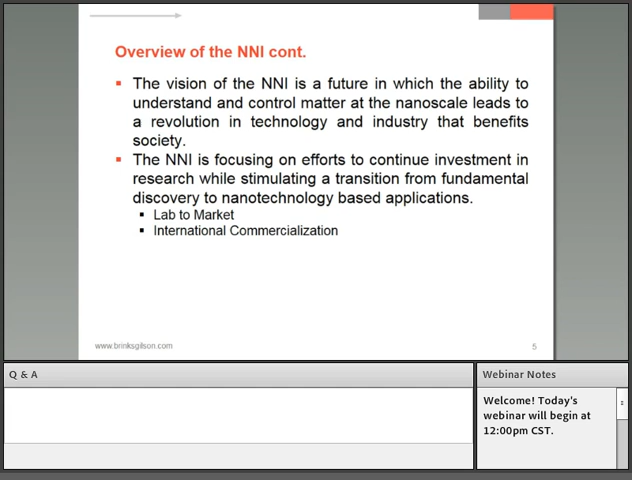 Overview of the NNI cont.
The vision of the NNI is a future in which the ability to
understand and control matter at the nanoscale leads to
a revolution in technology and industry that benefits
society.
The NNI is focusing on efforts to continue investment in
research while stimulating a transition from fundamental
discovery to nanotechnology based applications.
Lab to Market
International Commercialization
www.brinksgilson.com
5
Q & A
Webinar Notes
Welcome! Today's
webinar will begin at
12:00pm CST.